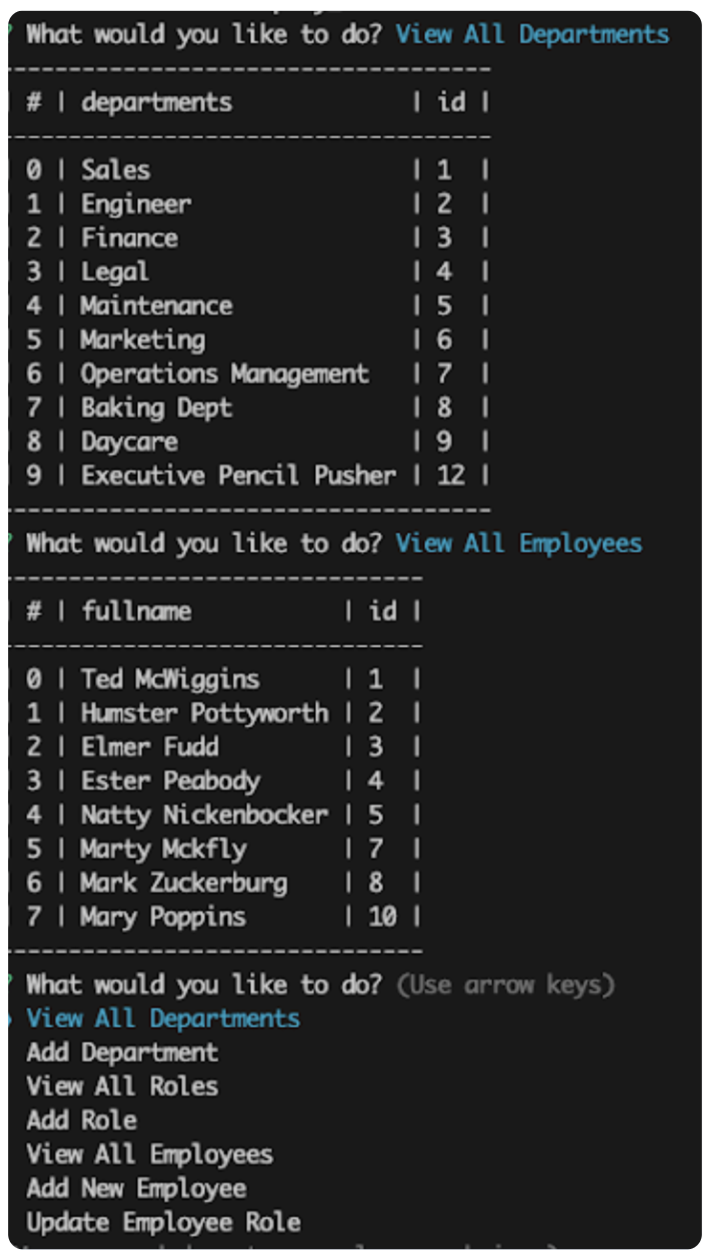 ? What would you like to do? View All Departments
------------------------------------
# | departments | id |
------------------------------------
0 | Sales | 1 |
1 | Engineer | 2 |
2 | Finance | 3 |
3 | Legal | 4 |
4 | Maintenance | 5 |
5 | Marketing | 6 |
6 | Operations Management | 7 |
7 | Baking Dept | 8 |
8 | Daycare | 9 |
9 | Executive Pencil Pusher | 12 |
------------------------------------
? What would you like to do? View All Employees
-------------------------------
# | fullname | id |
-------------------------------
0 | Ted McWiggins | 1 |
1 | Humster Pottyworth | 2 |
2 | Elmer Fudd | 3 |
3 | Ester Peabody | 4 |
4 | Natty Nickenbocker | 5 |
5 | Marty Mckfly | 7 |
6 | Mark Zuckerburg | 8 |
7 | Mary Poppins | 10 |
-------------------------------
? What would you like to do? (Use arrow keys)
View All Departments
Add Department
View All Roles
Add Role
View All Employees
Add New Employee
Update Employee Role